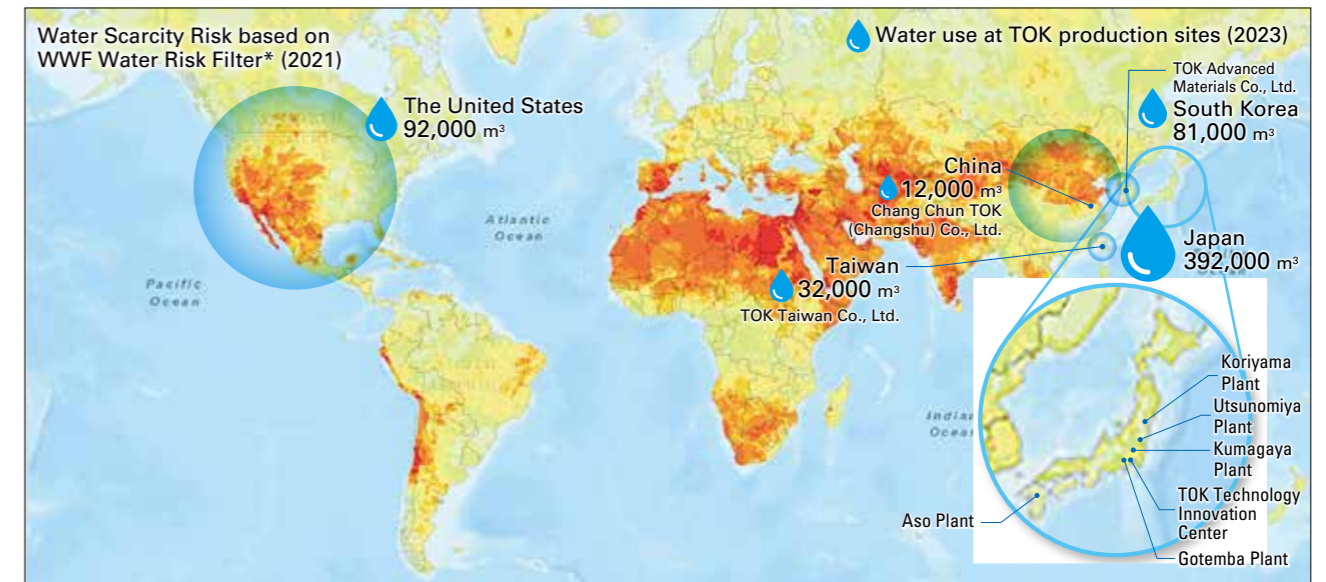 Water Scarcity Risk based on
WWF Water Risk Filter* (2021)
Water use at TOK production sites (2023)
TOK Advanced
Materials Co., Ltd.
South Korea
81,000 m³
The United States
92,000 m³
China
12,000 m³
Chang Chun TOK
(Changshu) Co., Ltd.
Atlantic
Ocean
Japan
392,000 m³
Taiwan
32,000 m³
TOK Taiwan Co., Ltd.
Pacific
Ocean
Koriyama
Plant
Utsunomiya
Plant
Kumagaya
Plant
TOK Technology
Innovation
Center
Gotemba Plant
Aso Plant